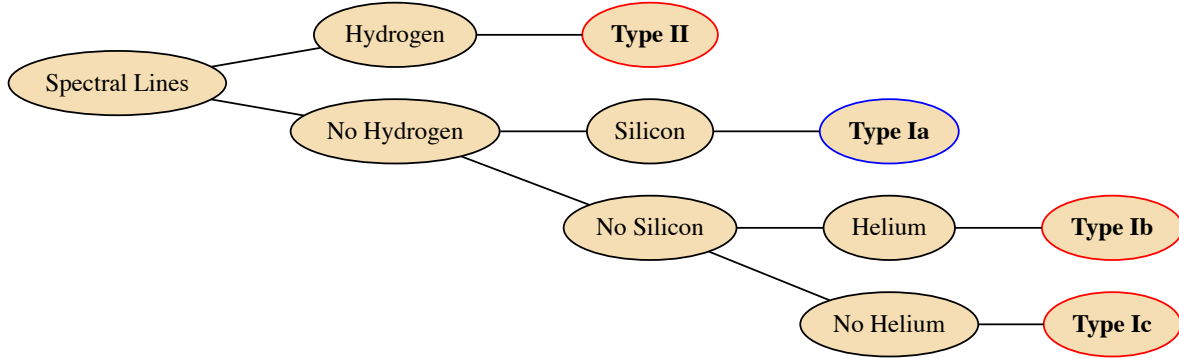 Hydrogen
Type II
Spectral Lines
No Hydrogen
Silicon
Type Ia
No Silicon
Helium
Type Ib
No Helium
Type Ic